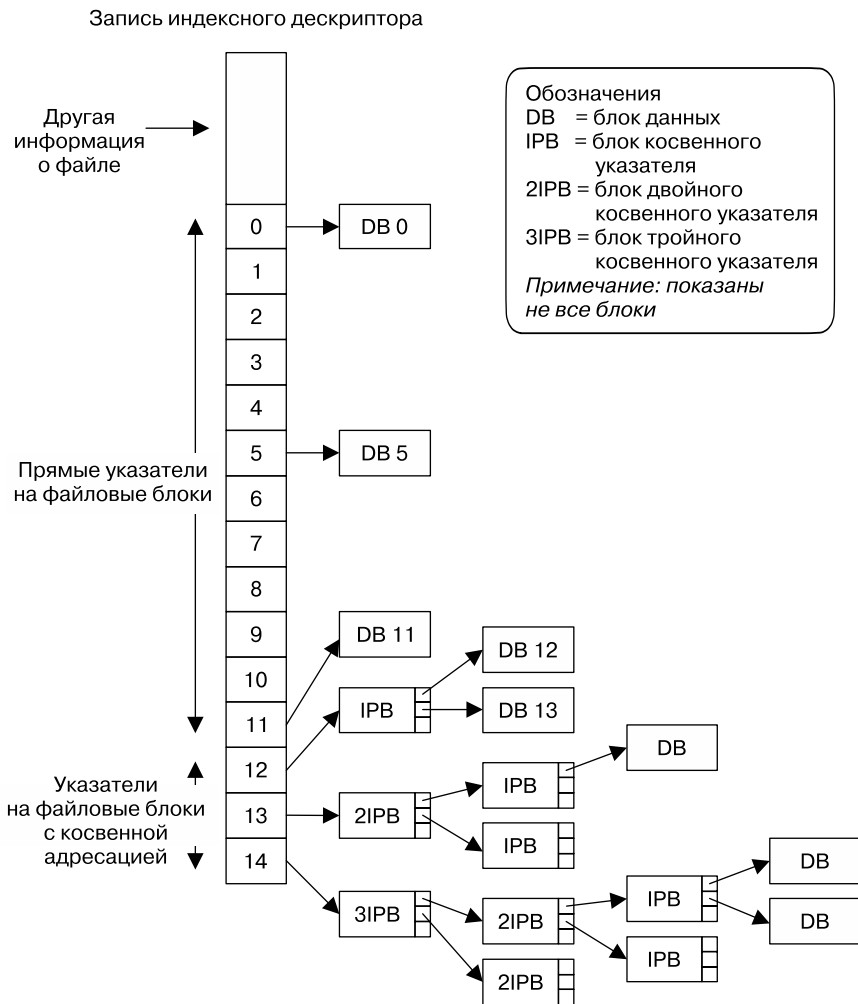 Запись индексного дескриптора
Другая
информация
о файле
Обозначения
DB = блок данных
IPB = блок косвенного
указателя
2IPB = блок двойного
косвенного указателя
3IPB = блок тройного
косвенного указателя
Примечание: показаны
не все блоки
0
DB 0
1
2
3
4
5
DB 5
Прямые указатели
на файловые блоки
6
7
8
9
DB 11
DB 12
10
11
IPB
DB 13
12
DB
Указатели
на файловые блоки
с косвенной
адресацией
IPB
13
2IPB
IPB
14
DB
IPB
3IPB
2IPB
DB
IPB
2IPB